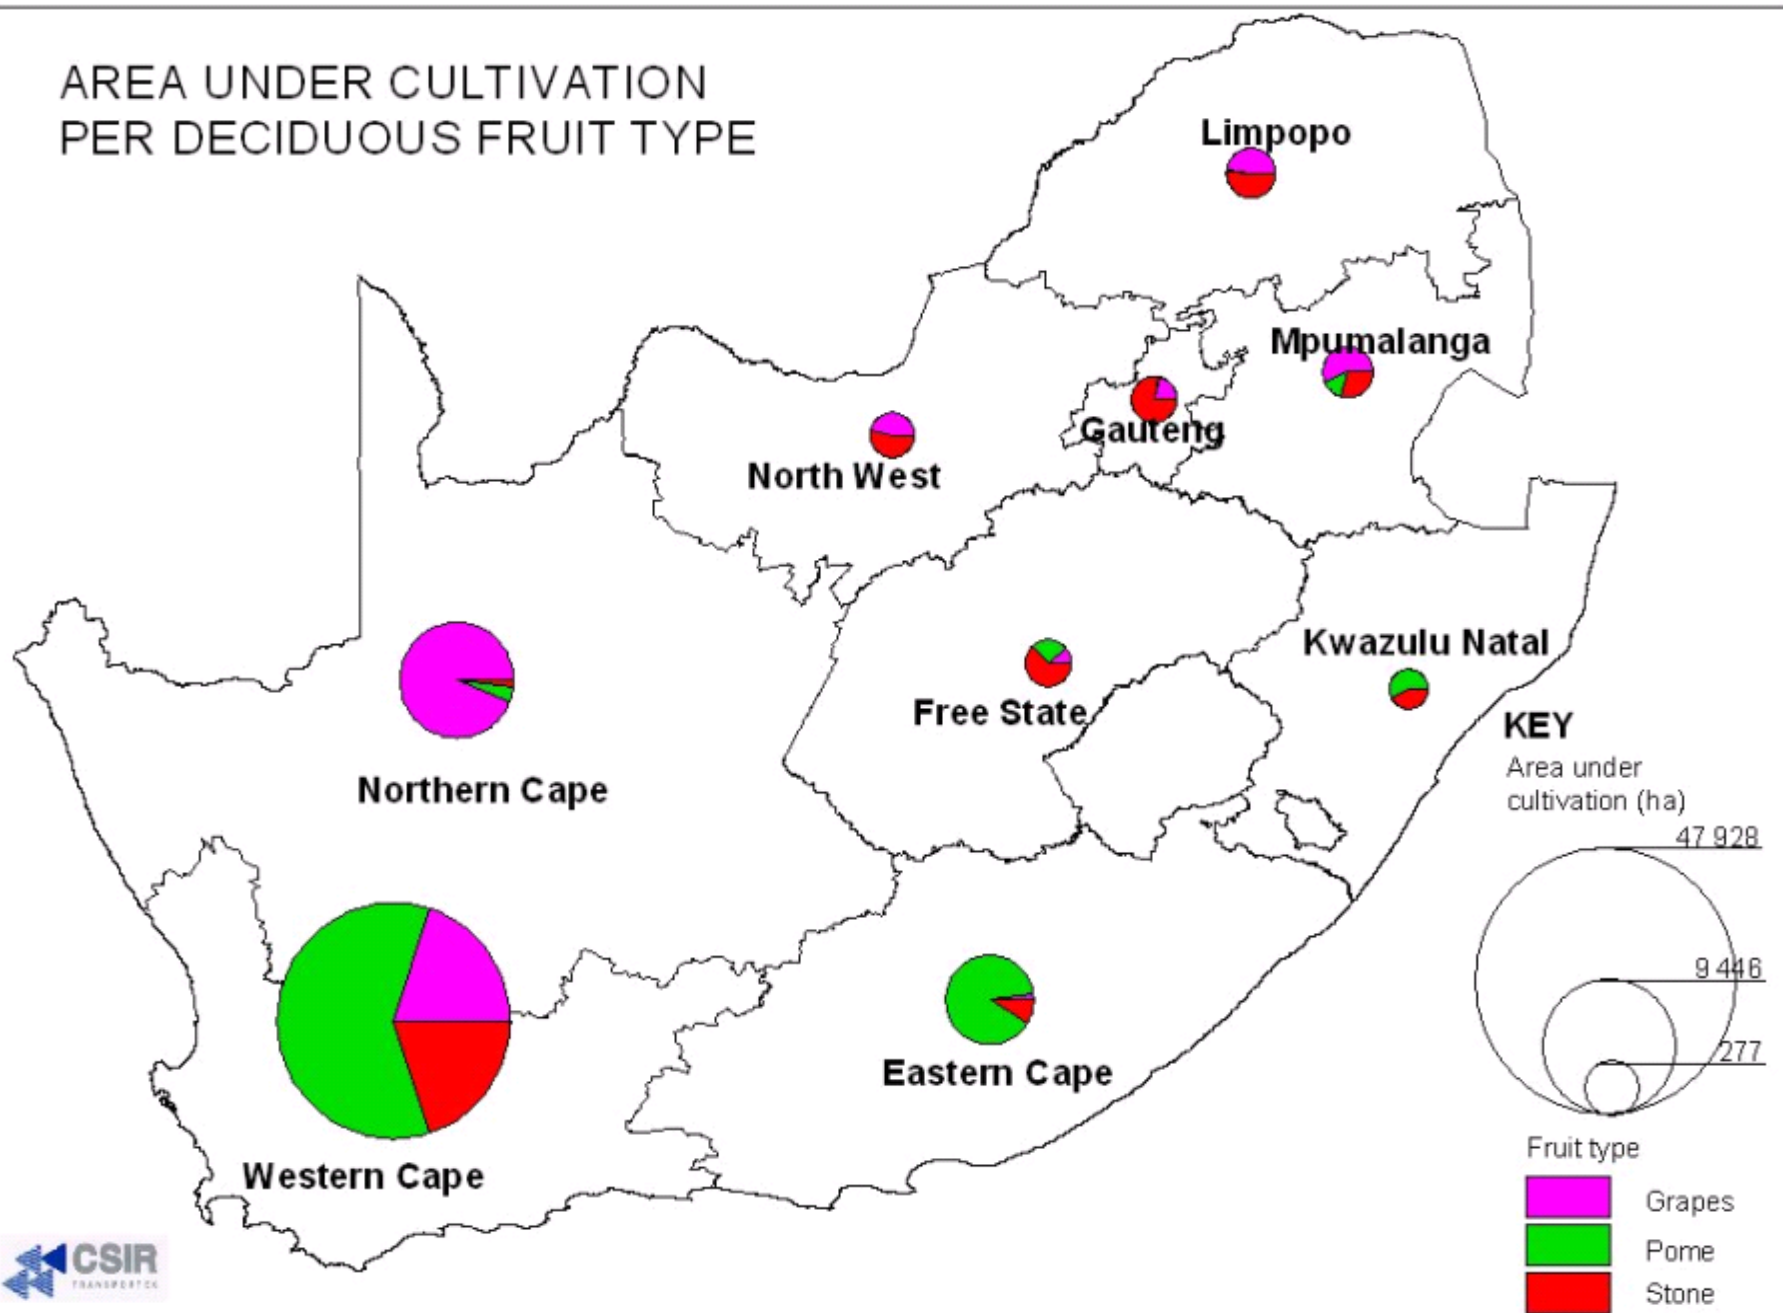 AREA UNDER CULTIVATION
PER DECIDUOUS FRUIT TYPE
Limpopo
Mpumalanga
Gauteng
North West
Kwazulu Natal
Free State
Northern Cape
Eastern Cape
Western Cape
KEY
Area under
cultivation (ha)
47 928
9 446
277
Fruit type
Grapes
Pome
Stone
CSIR
TRANSPORTEK